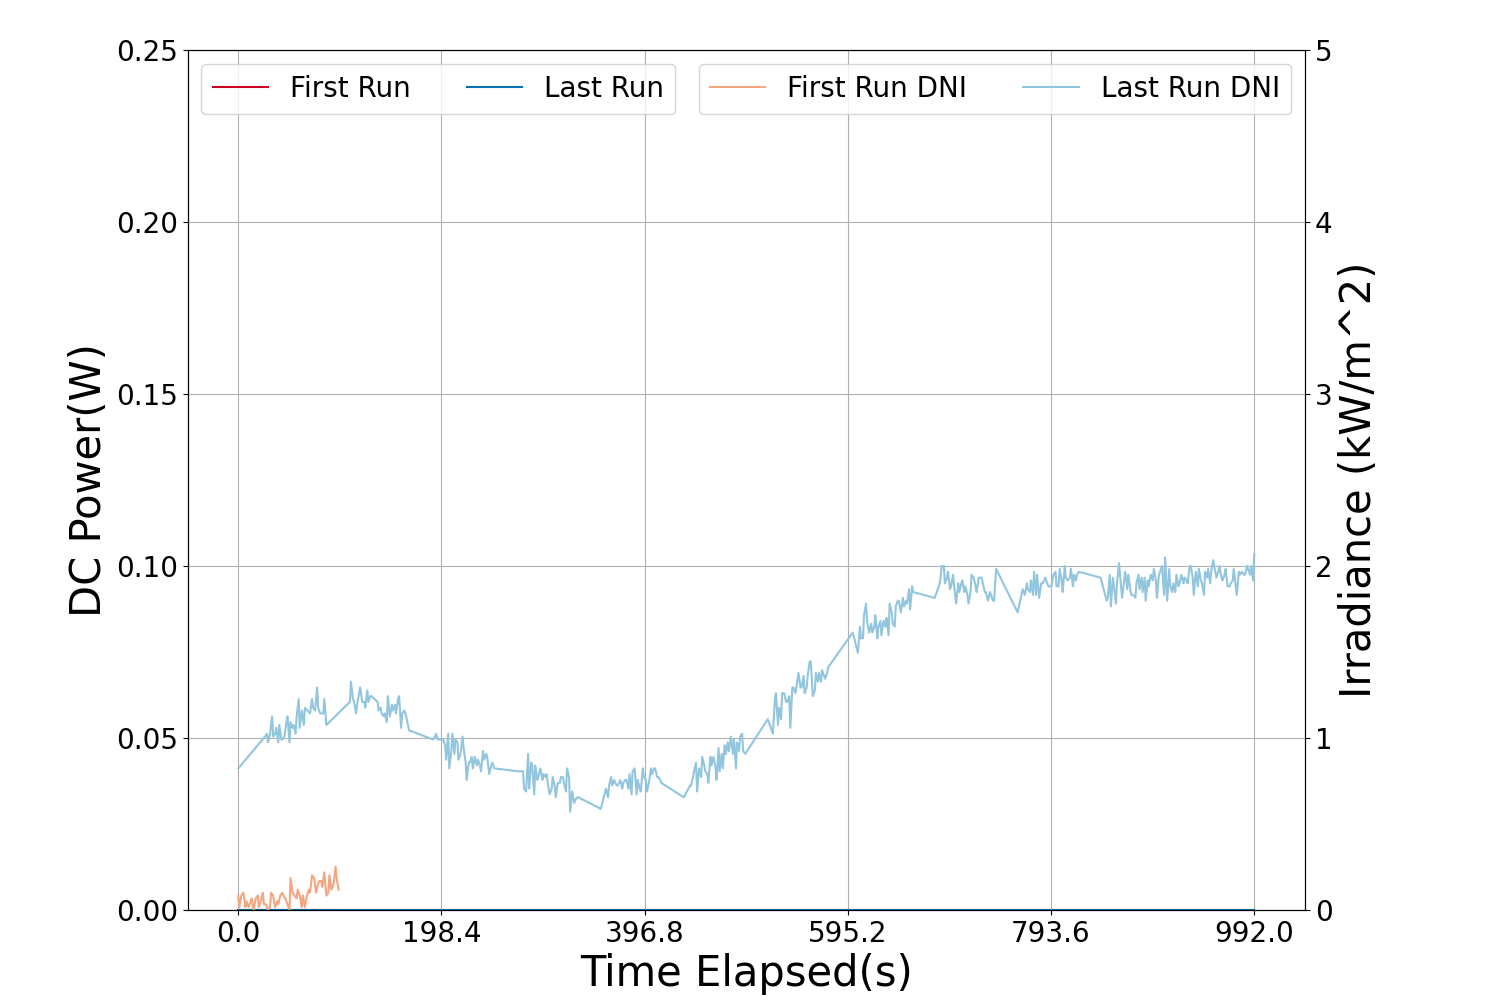 First Run
Last Run
First Run DNI
Last Run DNI
DC Power(W)
0.25
0.20
0.15
0.10
0.05
0.00
5
4
3
2
1
0
Irradiance (kW/m^2)
0.0 198.4 396.8 595.2 793.6 992.0
Time Elapsed(s)